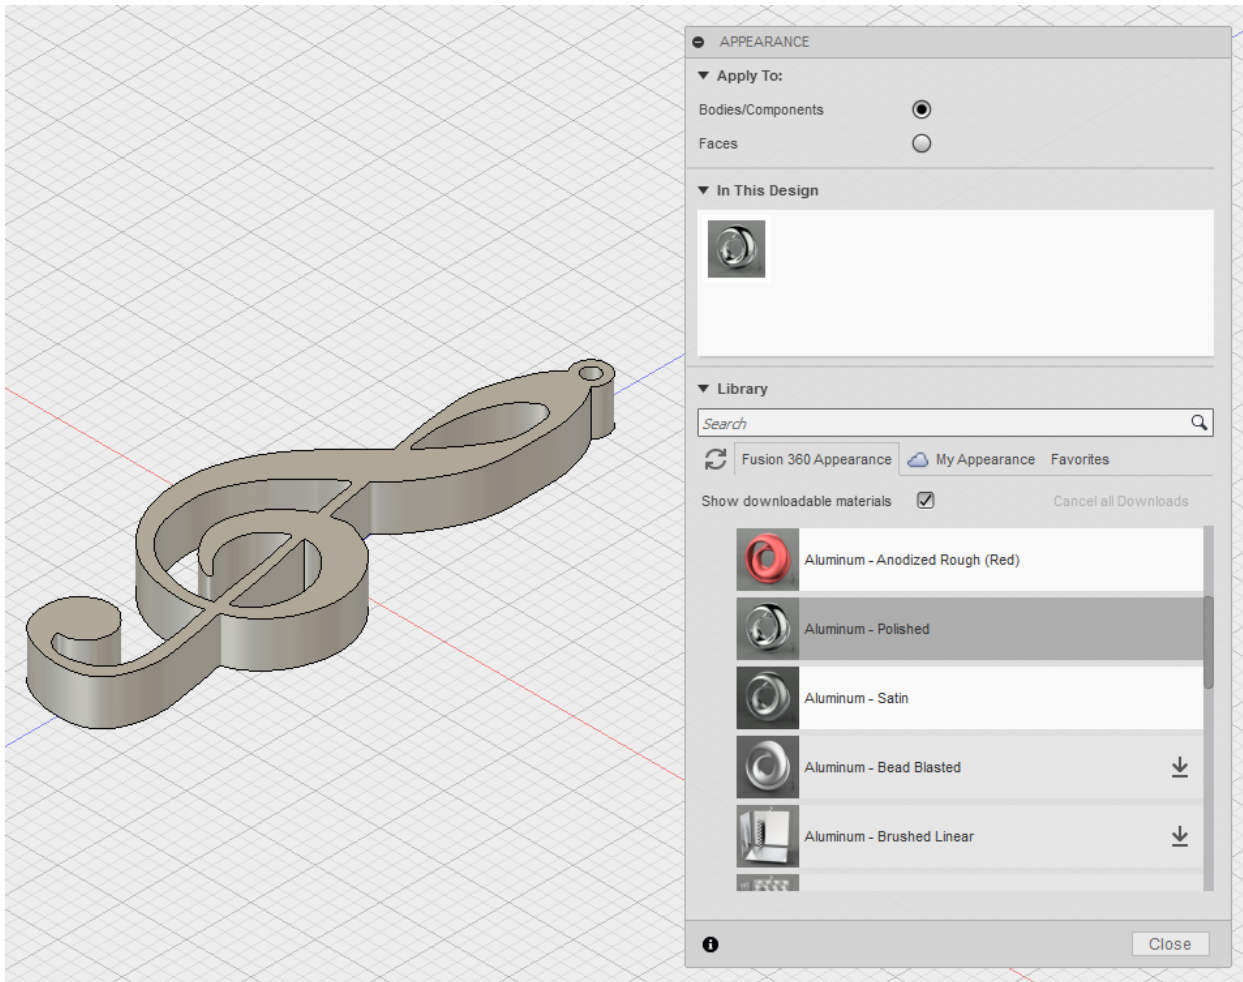 APPEARANCE
Apply To:
Bodies/Components
Faces
In This Design
Library
Search
Fusion 360 Appearance My Appearance Favorites
Show downloadable materials Cancel all Downloads
Aluminum - Anodized Rough (Red)
Aluminum - Polished
Aluminum - Satin
Aluminum - Bead Blasted
Aluminum - Brushed Linear
Close